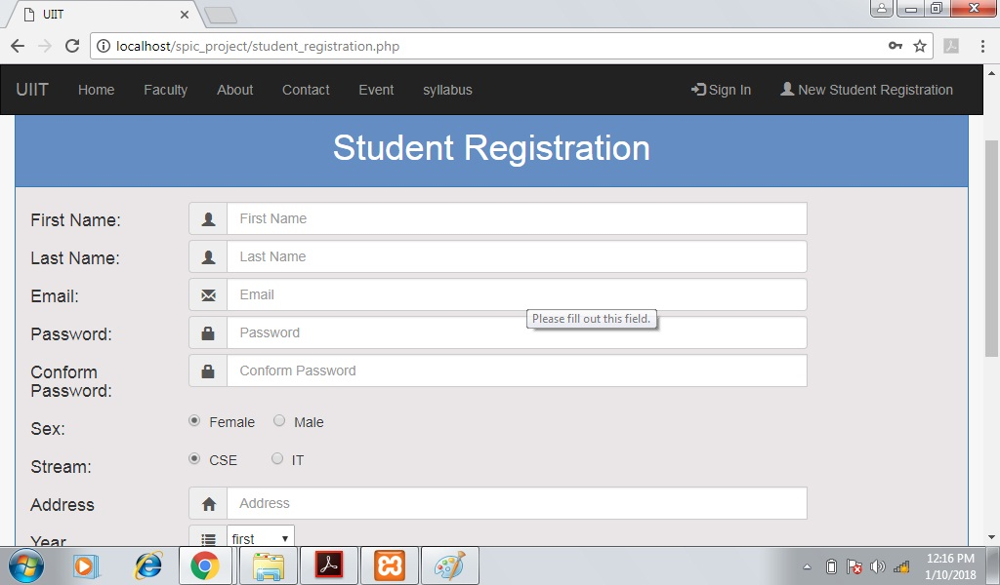 UIIT
localhost/spic_project/student_registration.php
UIIT Home Faculty About Contact Event syllabus Sign In New Student Registration
Student Registration
First Name: First Name
Last Name: Last Name
Email: Email
Please fill out this field.
Password: Password
Conform Password: Conform Password
Sex: Female Male
Stream: CSE IT
Address Address
Year first
12:16 PM
1/10/2018